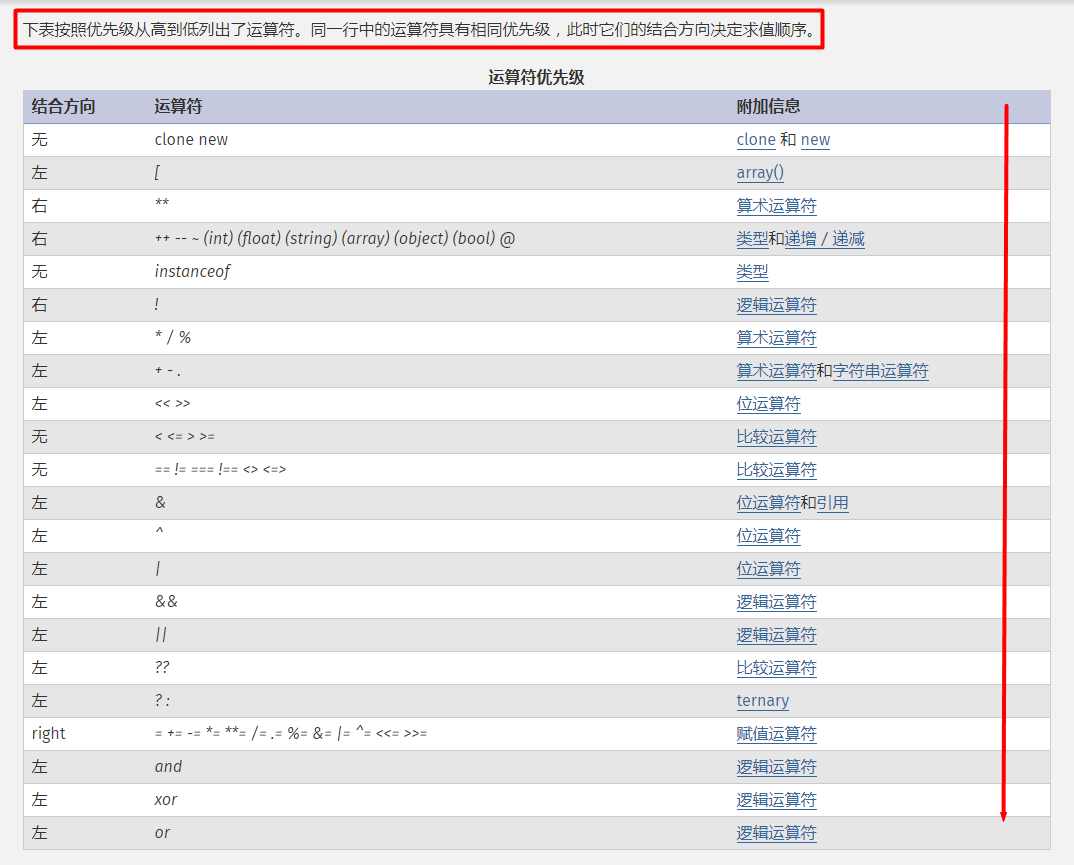 下表按照优先级从高到低列出了运算符。同一行中的运算符具有相同优先级，此时它们的结合方向决定求值顺序。
运算符优先级
结合方向 运算符 附加信息
无 clone new clone 和 new
左 [ array()
右 ** 算术运算符
右 ++ -- ~ (int) (float) (string) (array) (object) (bool) @ 类型和递增 / 递减
无 instanceof 类型
右 ! 逻辑运算符
左 * / % 算术运算符
左 + - . 算术运算符和字符串运算符
左 << >> 位运算符
无 < <= > >= 比较运算符
无 == != === !== <> <=> 比较运算符
左 & 位运算符和引用
左 ^ 位运算符
左 | 位运算符
左 && 逻辑运算符
左 || 逻辑运算符
左 ?? 比较运算符
左 ? : ternary
right = += -= *= **= /= .= %= &= |= ^= <<= >>= 赋值运算符
左 and 逻辑运算符
左 xor 逻辑运算符
左 or 逻辑运算符